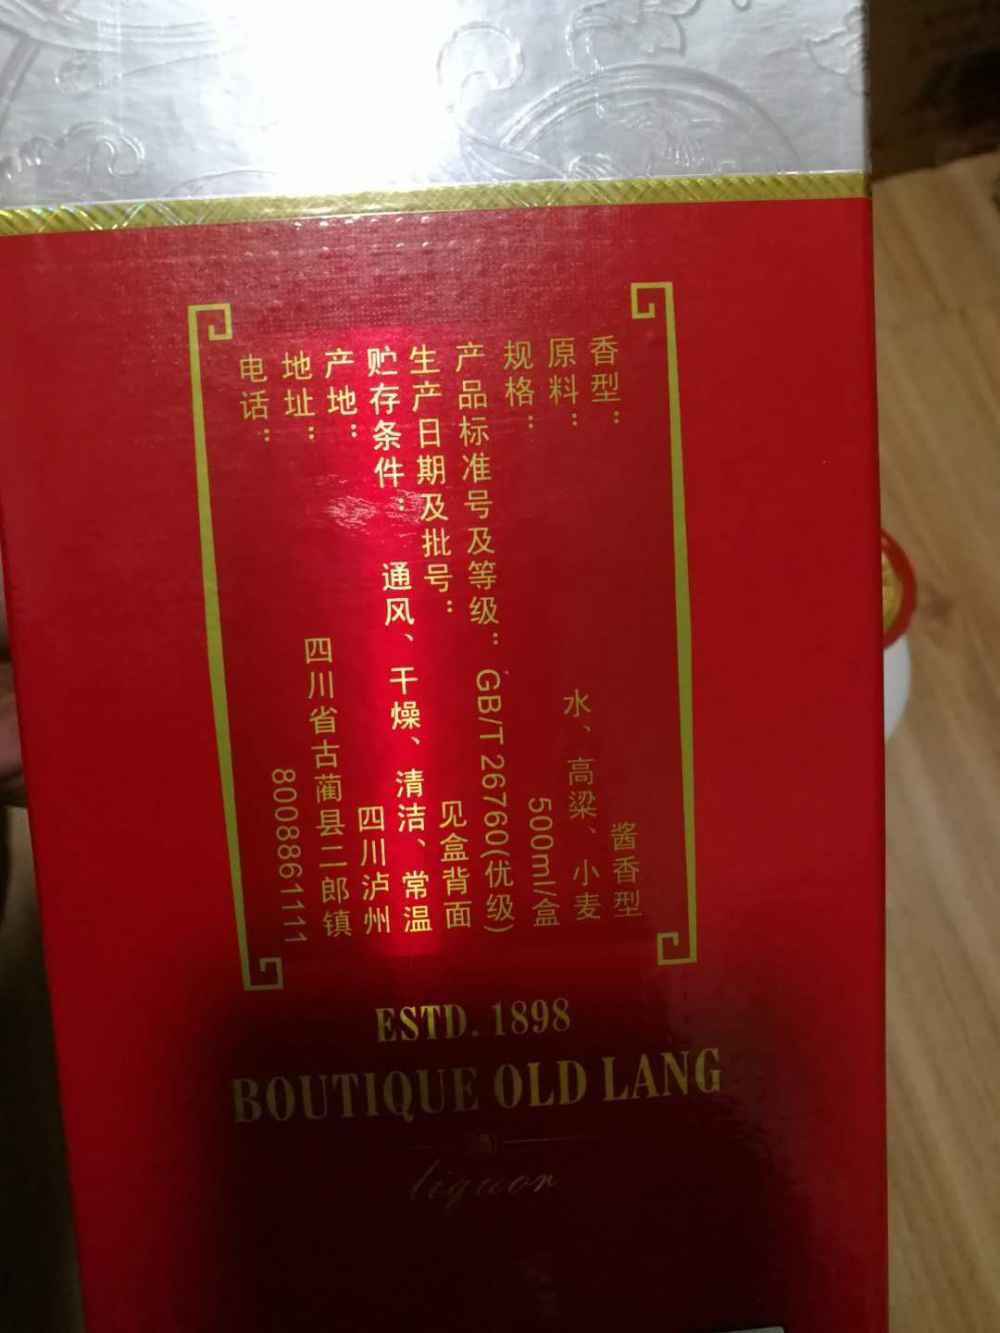 香型： 酱香型
原料： 水、高粱、小麦
规格： 500ml/盒
产品标准号及等级：GB/T 26760(优级)
生产日期及批号： 见盒背面
贮存条件： 通风、干燥、清洁、常温
产地： 四川泸州
地址： 四川省古蔺县二郎镇
电话： 8008861111
ESTD. 1898
BOUTIQUE OLD LANG
liquor